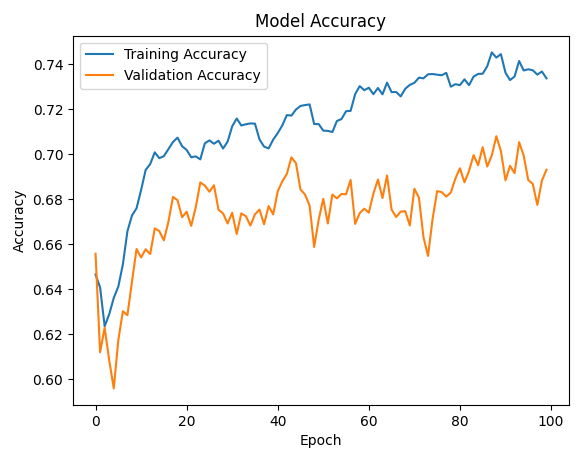 Model Accuracy
Training Accuracy
Validation Accuracy
Accuracy
0.74
0.72
0.70
0.68
0.66
0.64
0.62
0.60
0 20 40 60 80 100
Epoch